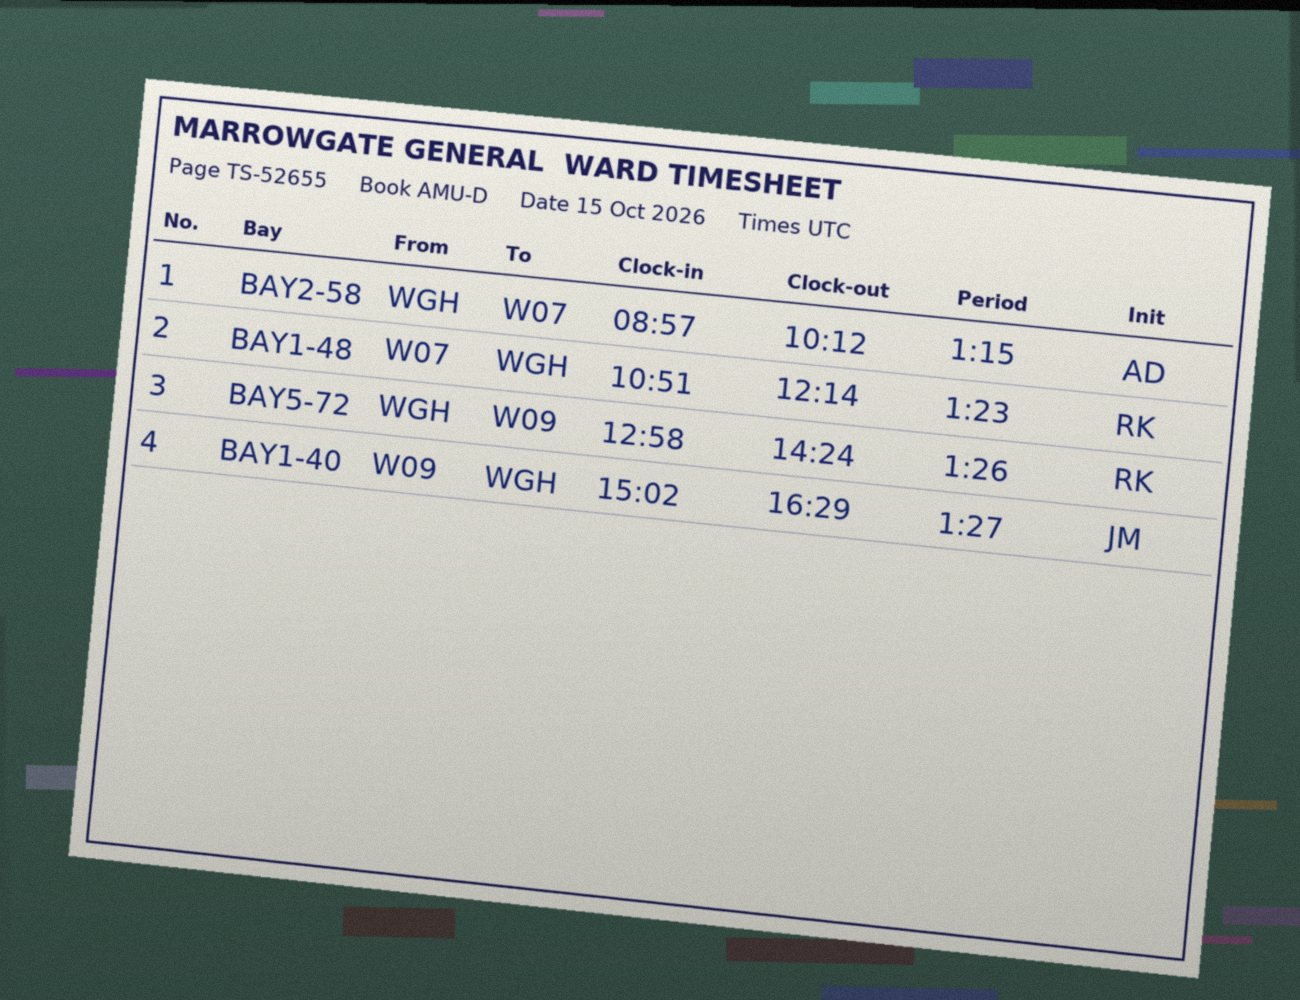 MARROWGATE GENERAL WARD TIMESHEET
Page TS-52655 Book AMU-D Date 15 Oct 2026 Times UTC
No. Bay From To Clock-in Clock-out Period Init
1 BAY2-58 WGH W07 08:57 10:12 1:15 AD
2 BAY1-48 W07 WGH 10:51 12:14 1:23 RK
3 BAY5-72 WGH W09 12:58 14:24 1:26 RK
4 BAY1-40 W09 WGH 15:02 16:29 1:27 JM